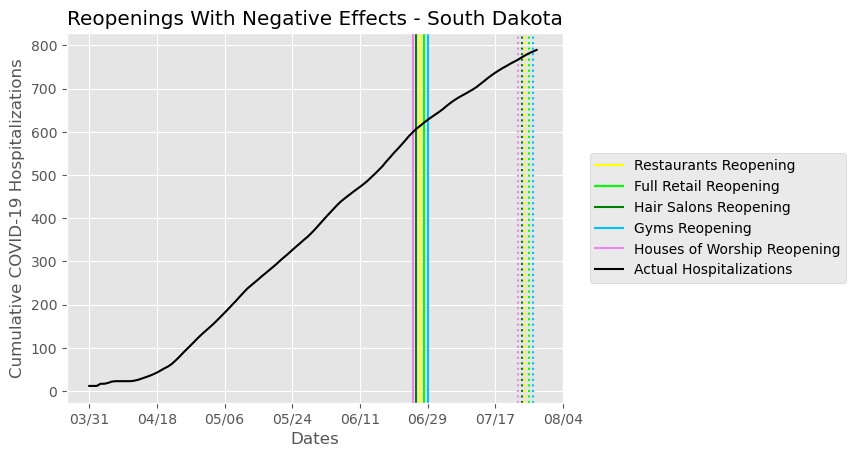 Reopenings With Negative Effects - South Dakota
Cumulative COVID-19 Hospitalizations
800
700
600
500
400
300
200
100
0
03/31 04/18 05/06 05/24 06/11 06/29 07/17 08/04
Dates
Restaurants Reopening
Full Retail Reopening
Hair Salons Reopening
Gyms Reopening
Houses of Worship Reopening
Actual Hospitalizations